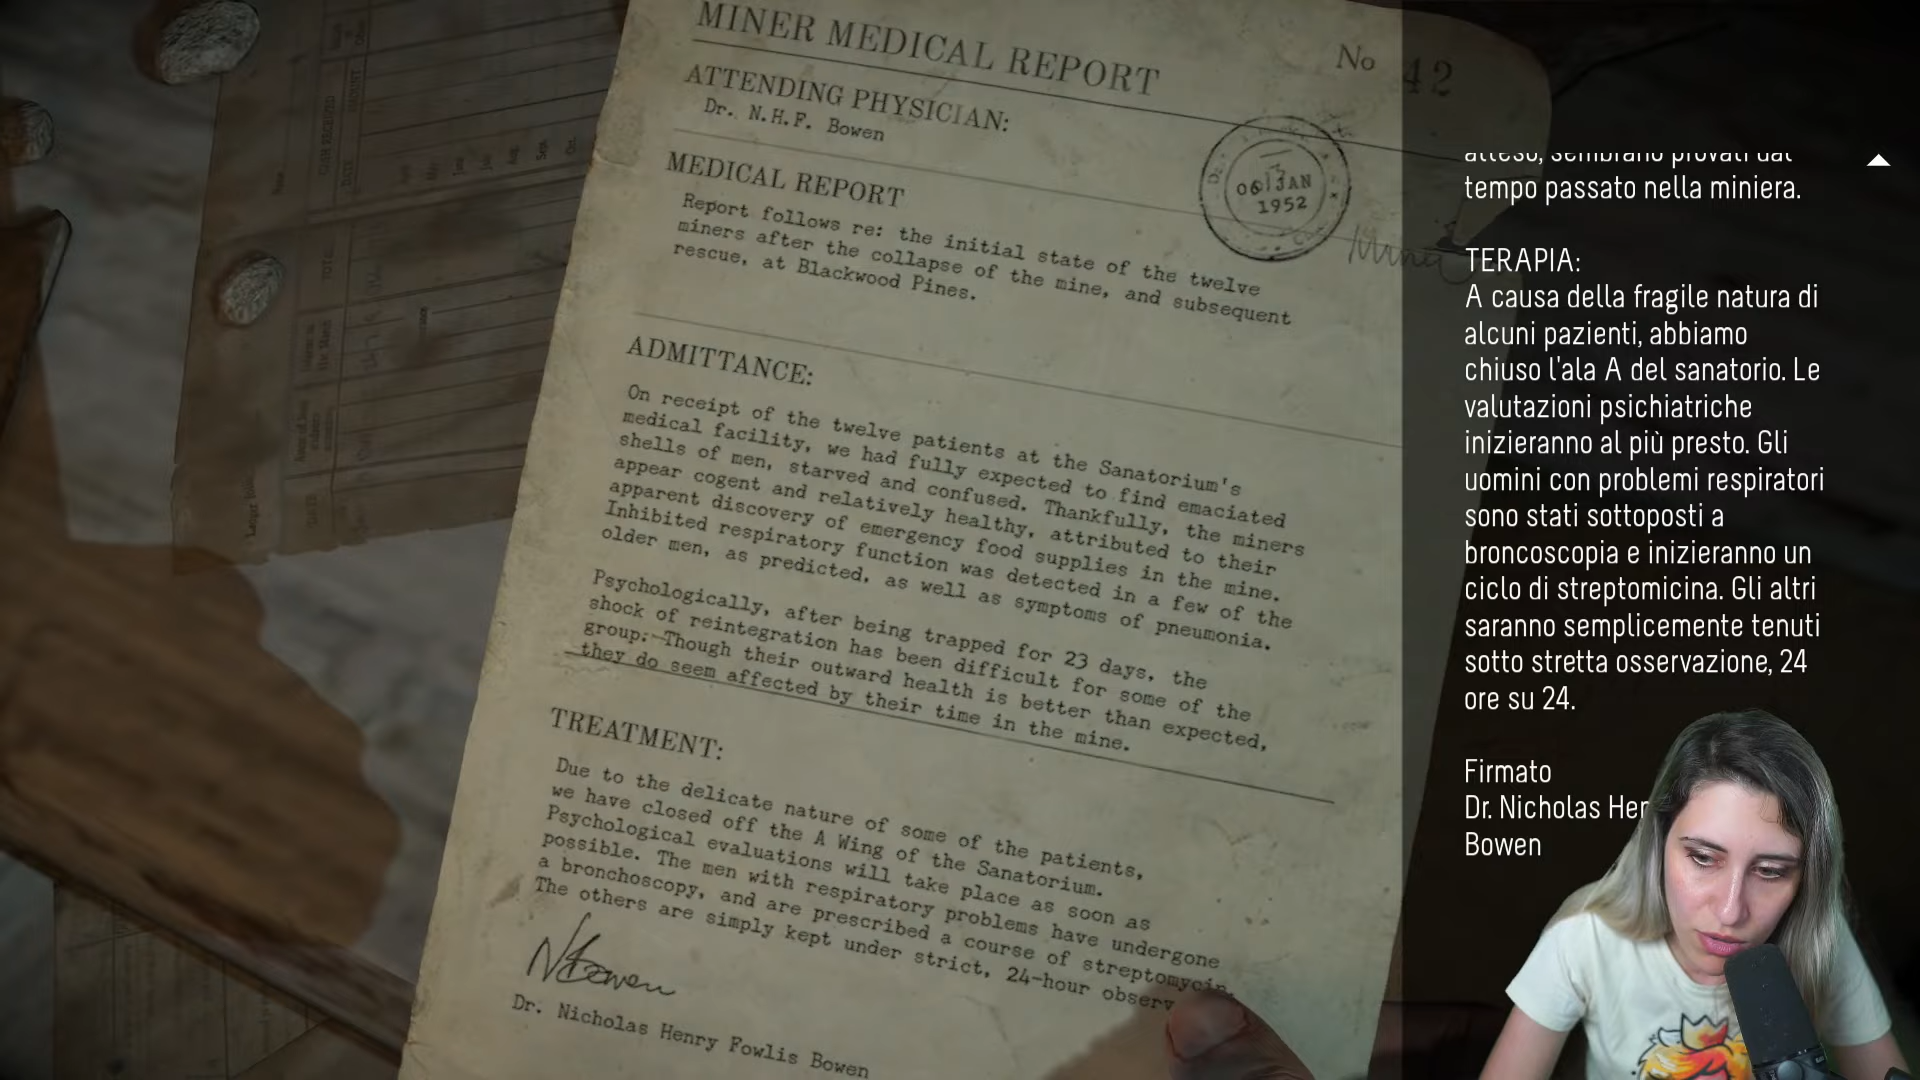 MINER MEDICAL REPORT
No 42
ATTENDING PHYSICIAN:
Dr. N.H.F. Bowen
06 JAN
1952
MEDICAL REPORT
Report follows re: the initial state of the twelve
miners after the collapse of the mine, and subsequent
rescue, at Blackwood Pines.
ADMITTANCE:
On receipt of the twelve patients at the Sanatorium's
medical facility, we had fully expected to find emaciated
shells of men, starved and confused. Thankfully, the miners
appear cogent and relatively healthy, attributed to their
apparent discovery of emergency food supplies in the mine.
Inhibited respiratory function was detected in a few of the
older men, as predicted, as well as symptoms of pneumonia.
Psychologically, after being trapped for 23 days, the
shock of reintegration has been difficult for some of the
group: Though their outward health is better than expected,
they do seem affected by their time in the mine.
TREATMENT:
Due to the delicate nature of some of the patients,
we have closed off the A Wing of the Sanatorium.
Psychological evaluations will take place as soon as
possible. The men with respiratory problems have undergone
a bronchoscopy, and are prescribed a course of streptomycin.
The others are simply kept under strict, 24-hour observ
NBowen
Dr. Nicholas Henry Fowlis Bowen
atteso, sembrano provati dal
tempo passato nella miniera.
TERAPIA:
A causa della fragile natura di
alcuni pazienti, abbiamo
chiuso l'ala A del sanatorio. Le
valutazioni psichiatriche
inizieranno al più presto. Gli
uomini con problemi respiratori
sono stati sottoposti a
broncoscopia e inizieranno un
ciclo di streptomicina. Gli altri
saranno semplicemente tenuti
sotto stretta osservazione, 24
ore su 24.
Firmato
Dr. Nicholas Her
Bowen